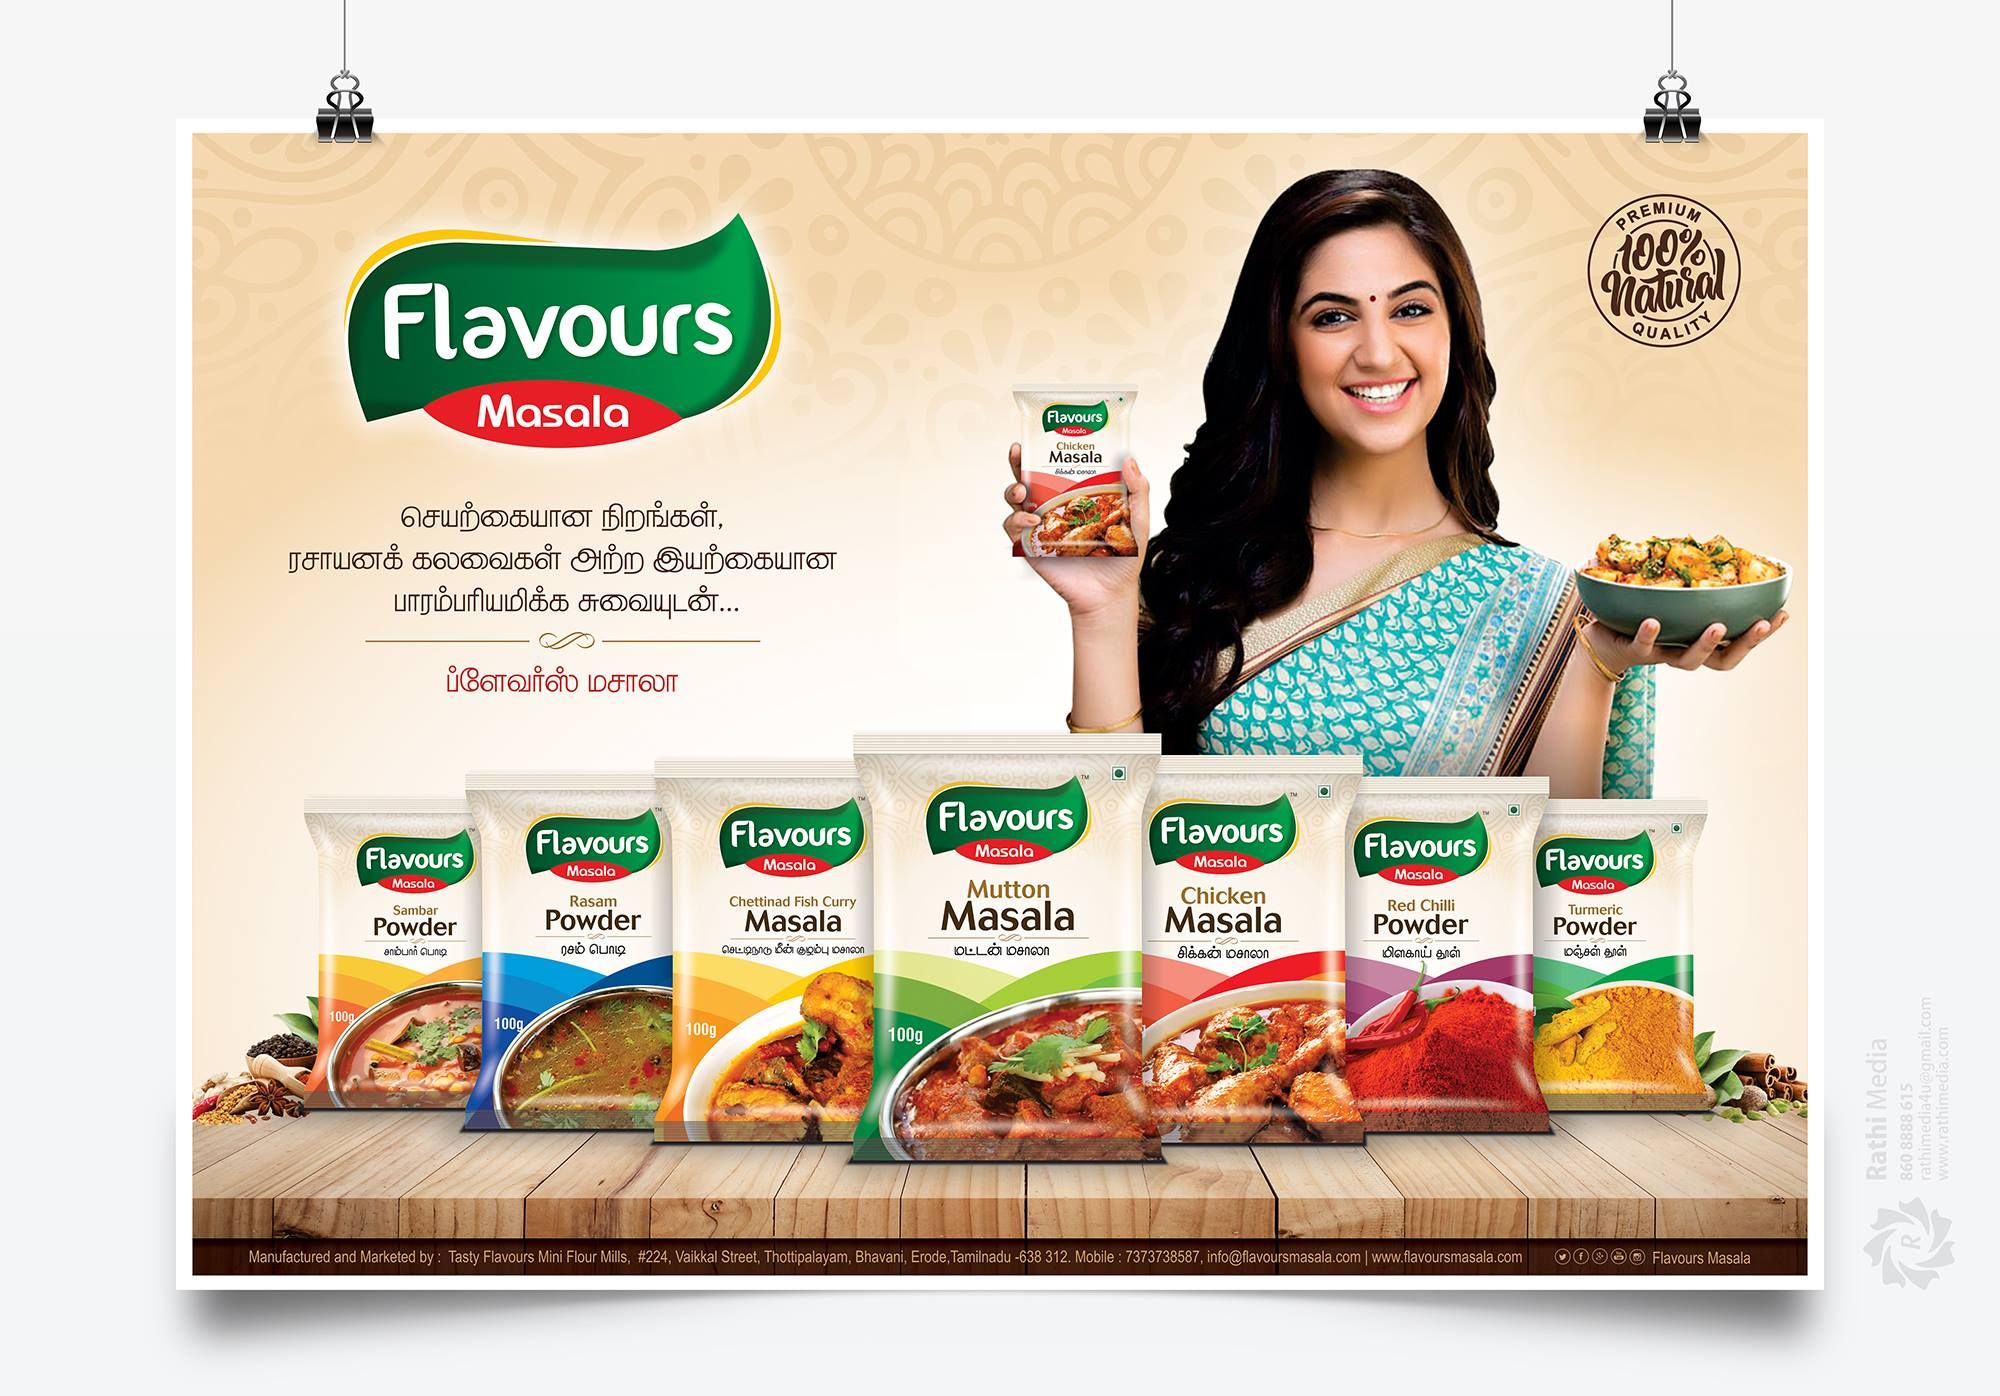 Flavours
Masala
செயற்கையான நிறங்கள்,
ரசாயனக் கலவைகள் அற்ற இயற்கையான
பாரம்பரியமிக்க சுவையுடன்...
ப்ளேவர்ஸ் மசாலா
PREMIUM
100%
Natural
QUALITY
Flavours
Masala
Chicken
Masala
சிக்கன் மசாலா
Flavours
Masala
Sambar
Powder
சாம்பார் பொடி
100g
Flavours
Masala
Rasam
Powder
ரசம் பொடி
100g
Flavours
Masala
Chettinad Fish Curry
Masala
செட்டிநாடு மீன் குழம்பு மசாலா
100g
Flavours
Masala
Mutton
Masala
மட்டன் மசாலா
100g
Flavours
Masala
Chicken
Masala
சிக்கன் மசாலா
Flavours
Masala
Red Chilli
Powder
மிளகாய் தூள்
Flavours
Masala
Turmeric
Powder
மஞ்சள் தூள்
Manufactured and Marketed by : Tasty Flavours Mini Flour Mills, #224, Vaikkal Street, Thottipalayam, Bhavani, Erode,Tamilnadu -638 312. Mobile : 7373738587, info@flavoursmasala.com | www.flavoursmasala.com
Flavours Masala
Rathi Media
860 8888 615
rathimedia4u@gmail.com
www.rathimedia.com
R